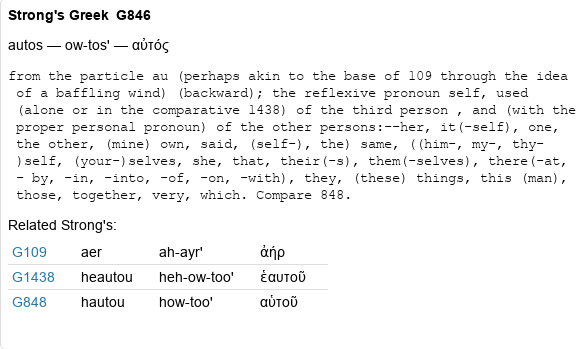 Strong's Greek G846
autos — ow-tos' — αὐτός
from the particle au (perhaps akin to the base of 109 through the idea
of a baffling wind) (backward); the reflexive pronoun self, used
(alone or in the comparative 1438) of the third person , and (with the
proper personal pronoun) of the other persons:--her, it(-self), one,
the other, (mine) own, said, (self-), the) same, ((him-, my-, thy-
)self, (your-)selves, she, that, their(-s), them(-selves), there(-at,
- by, -in, -into, -of, -on, -with), they, (these) things, this (man),
those, together, very, which. Compare 848.
Related Strong's:
G109 aer ah-ayr' ἀήρ
G1438 heautou heh-ow-too' ἑαυτοῦ
G848 hautou how-too' αὑτοῦ